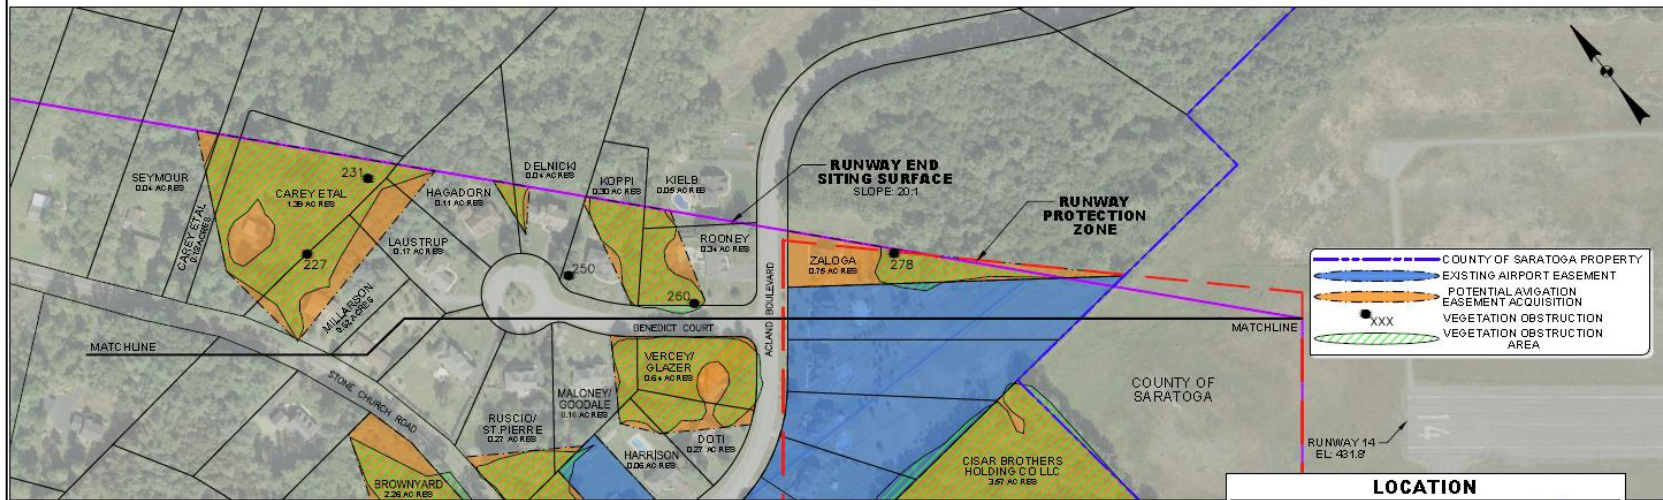 SEYMOUR
0.04 ACRES
CAREY ETAL
231
CAREY ETAL
1.39 ACRES
227
MILLARSON
LAUSTRUP
0.17 ACRES
HAGADORN
0.11 ACRES
DELNICKI
0.04 ACRES
KOPPI
0.30 ACRES
KIELB
0.05 ACRES
ROONEY
0.34 ACRES
250
260
RUNWAY END
SITING SURFACE
SLOPE: 20:1
RUNWAY
PROTECTION
ZONE
ZALOGA
0.75 ACRES
278
ACLAND BOULEVARD
BENEDICT COURT
MATCHLINE
MATCHLINE
STONE CHURCH ROAD
VERCEY/
GLAZER
0.64 ACRES
MALONEY/
GOODALE
0.16 ACRES
RUSCIO/
ST.PIERRE
0.27 ACRES
HARRISON
0.06 ACRES
DOTI
0.27 ACRES
BROWNYARD
2.26 ACRES
CISAR BROTHERS
HOLDING CO LLC
3.57 ACRES
COUNTY OF
SARATOGA
COUNTY OF SARATOGA PROPERTY
EXISTING AIRPORT EASEMENT
POTENTIAL AVIGATION
EASEMENT ACQUISITION
XXX
VEGETATION OBSTRUCTION
VEGETATION OBSTRUCTION
AREA
RUNWAY 14
EL: 431.8'
14
LOCATION